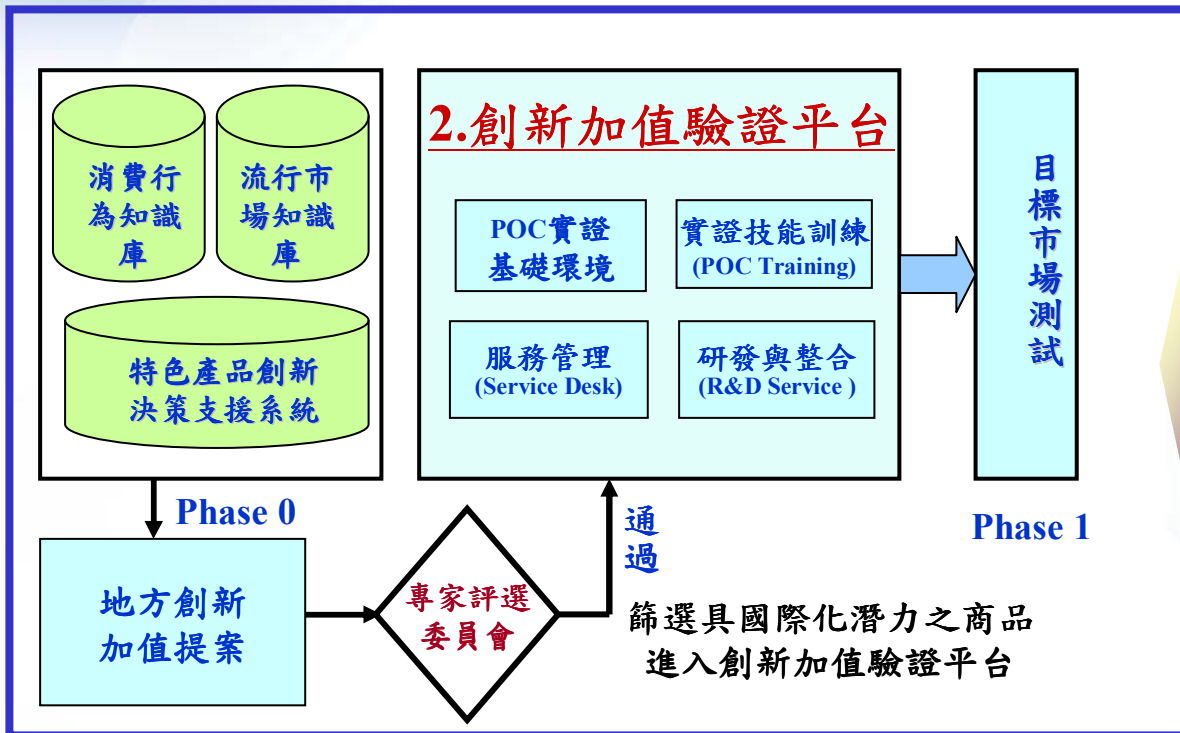 消費行
為知識
庫
流行市
場知識
庫
特色產品創新
決策支援系統
2.創新加值驗證平台
POC實證
基礎環境
實證技能訓練
(POC Training)
服務管理
(Service Desk)
研發與整合
(R&D Service )
目標市場測試
Phase 0
Phase 1
地方創新
加值提案
專家評選
委員會
通過
篩選具國際化潛力之商品
進入創新加值驗證平台